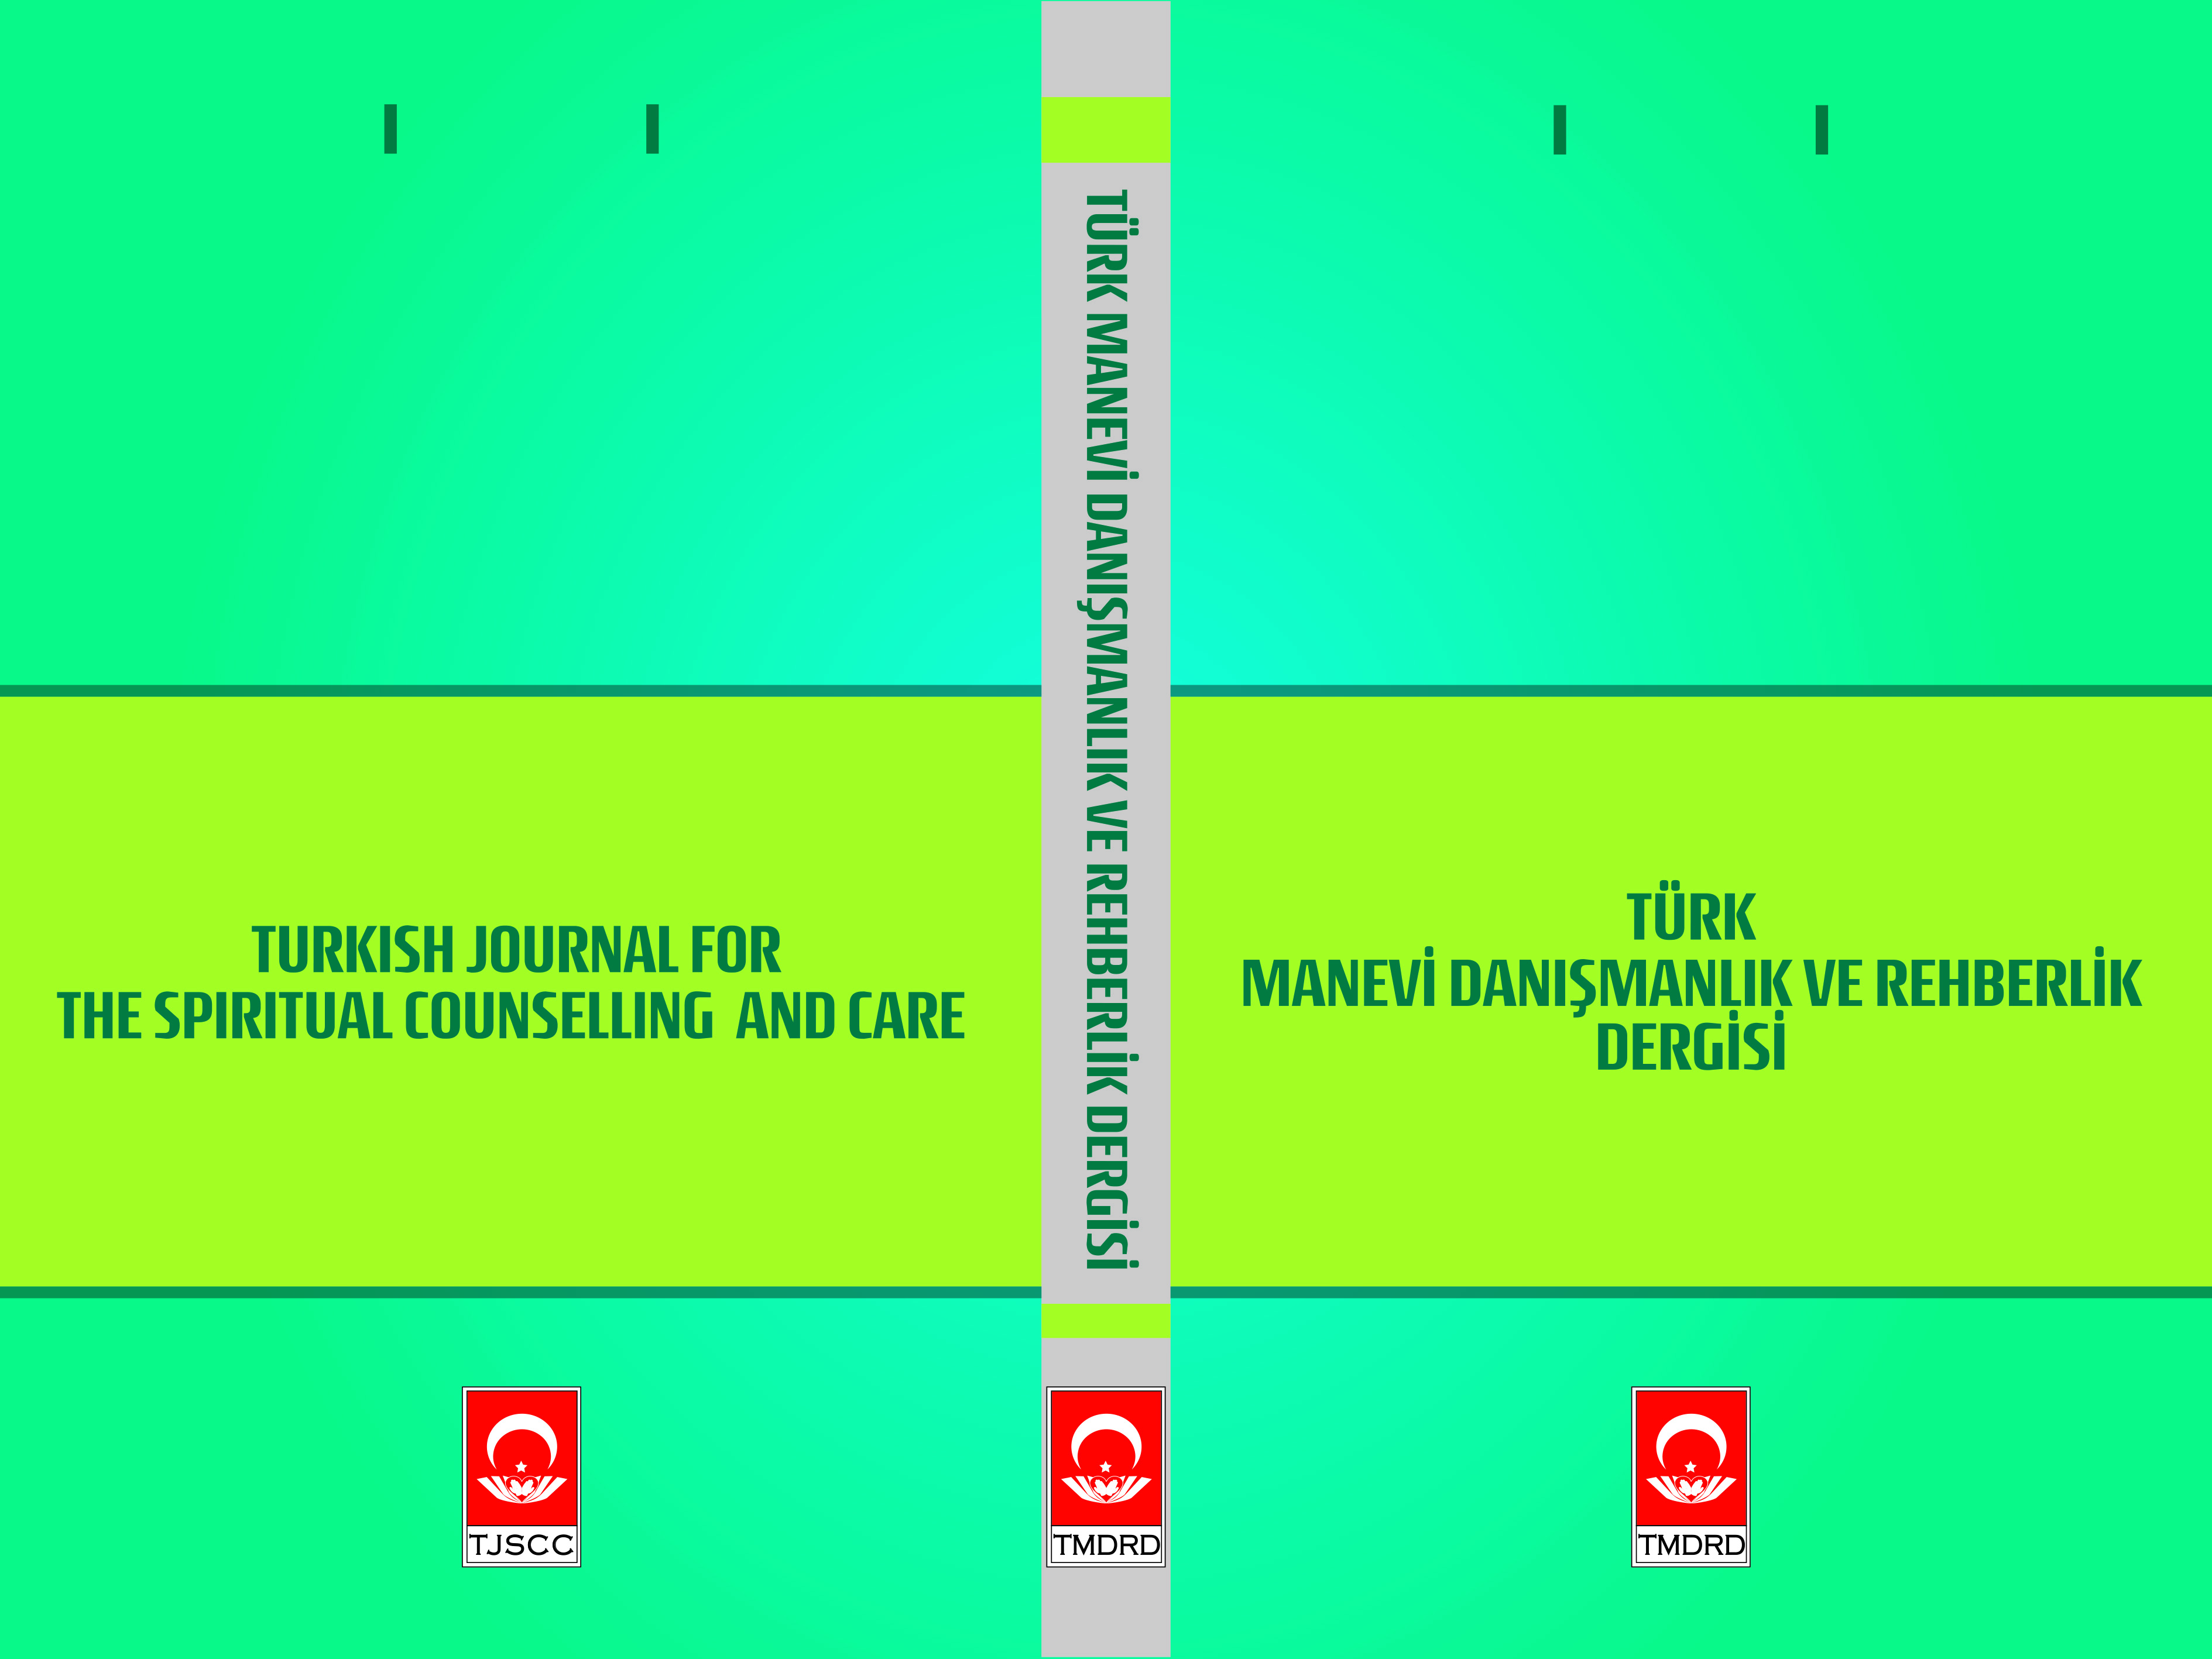 TURKISH JOURNAL FOR
THE SPIRITUAL COUNSELLING AND CARE
TJSCC
TÜRK MANEVİ DANIŞMANLIK VE REHBERLİK DERGİSİ
TMDRD
TÜRK
MANEVİ DANIŞMANLIK VE REHBERLİK
DERGİSİ
TMDRD